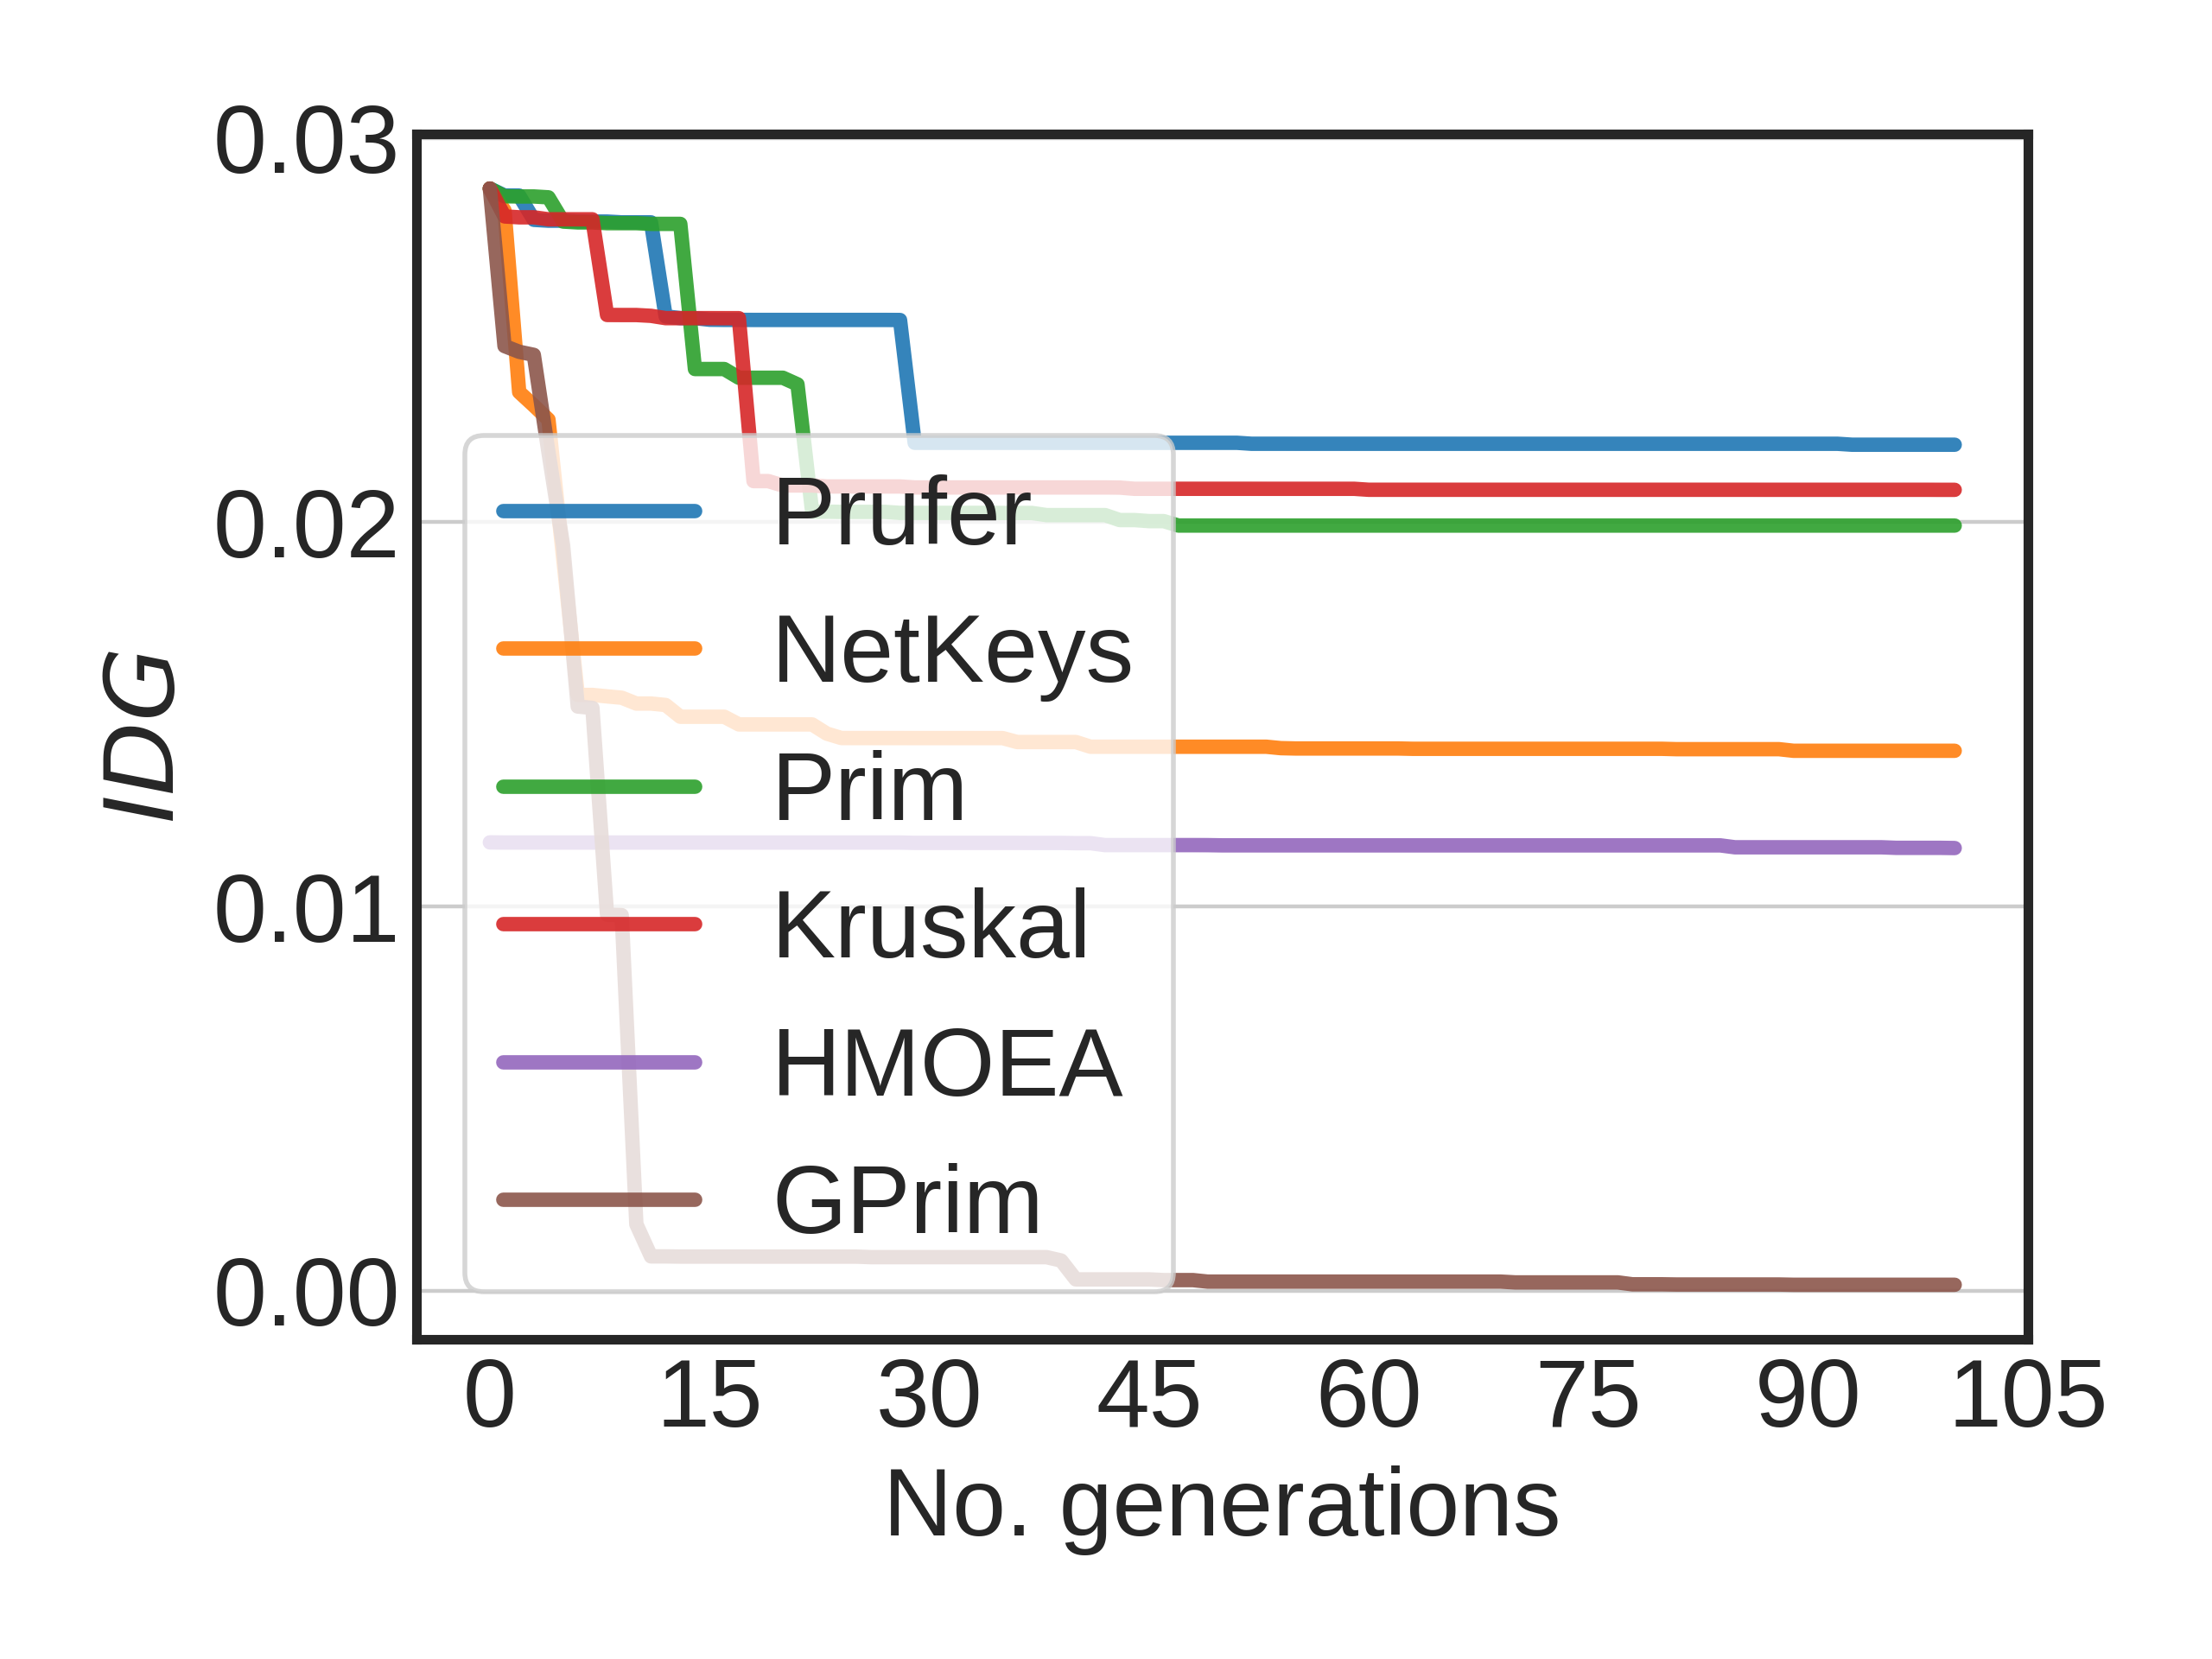 0.03
0.02
0.01
0.00
IDG
Prufer
NetKeys
Prim
Kruskal
HMOEA
GPrim
0 15 30 45 60 75 90 105
No. generations